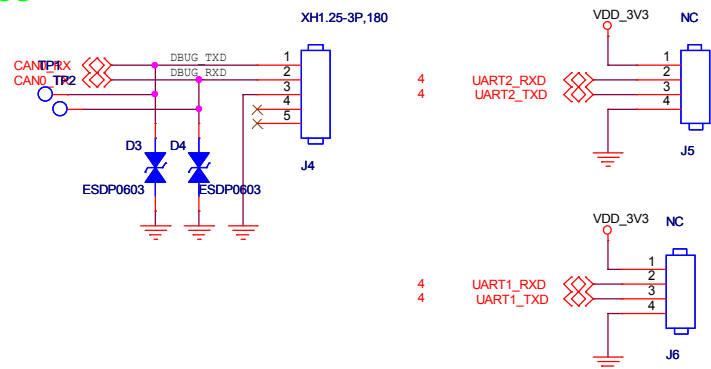 XH1.25-3P,180
DBUG_TXD
DBUG_RXD
TP1
TP2
1
2
3
4
5
D3
D4
ESDP0603
ESDP0603
J4
VDD_3V3
NC
4
UART2_RXD
4
UART2_TXD
1
2
3
4
J5
VDD_3V3
NC
4
UART1_RXD
4
UART1_TXD
1
2
3
4
J6